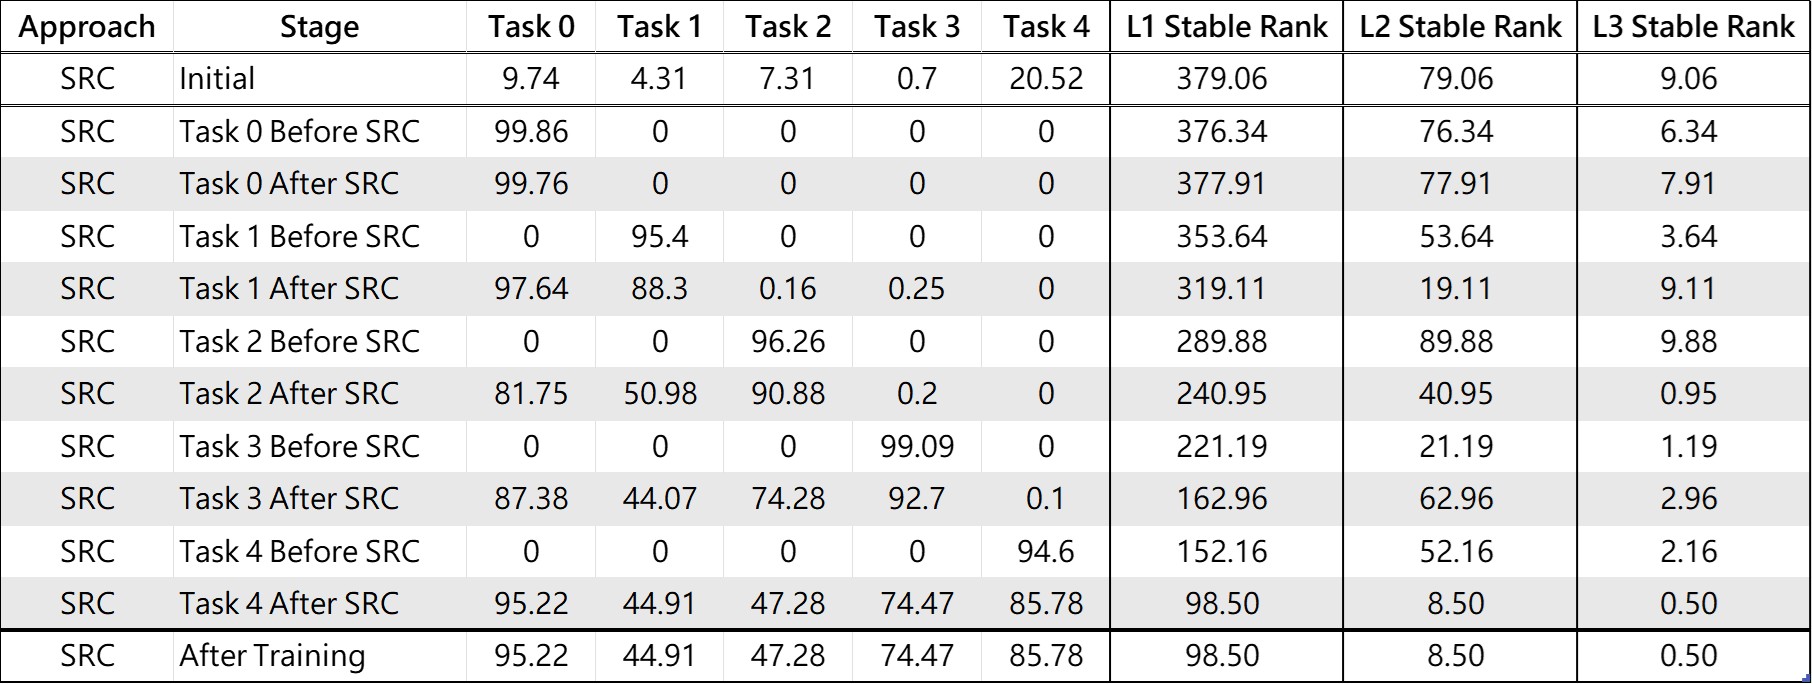 Approach Stage Task 0 Task 1 Task 2 Task 3 Task 4 L1 Stable Rank L2 Stable Rank L3 Stable Rank
SRC Initial 9.74 4.31 7.31 0.7 20.52 379.06 79.06 9.06
SRC Task 0 Before SRC 99.86 0 0 0 0 376.34 76.34 6.34
SRC Task 0 After SRC 99.76 0 0 0 0 377.91 77.91 7.91
SRC Task 1 Before SRC 0 95.4 0 0 0 353.64 53.64 3.64
SRC Task 1 After SRC 97.64 88.3 0.16 0.25 0 319.11 19.11 9.11
SRC Task 2 Before SRC 0 0 96.26 0 0 289.88 89.88 9.88
SRC Task 2 After SRC 81.75 50.98 90.88 0.2 0 240.95 40.95 0.95
SRC Task 3 Before SRC 0 0 0 99.09 0 221.19 21.19 1.19
SRC Task 3 After SRC 87.38 44.07 74.28 92.7 0.1 162.96 62.96 2.96
SRC Task 4 Before SRC 0 0 0 0 94.6 152.16 52.16 2.16
SRC Task 4 After SRC 95.22 44.91 47.28 74.47 85.78 98.50 8.50 0.50
SRC After Training 95.22 44.91 47.28 74.47 85.78 98.50 8.50 0.50